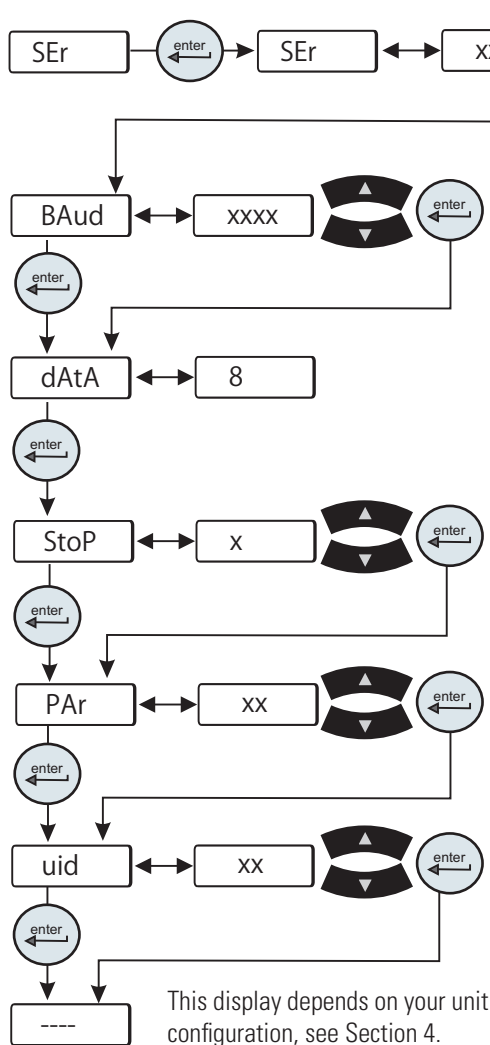 SEr enter SEr
BAud xxxx enter
enter
dAtA 8
enter
StoP x enter
enter
PAr xx enter
enter
uid xx enter
enter
----
This display depends on your unit
configuration, see Section 4.